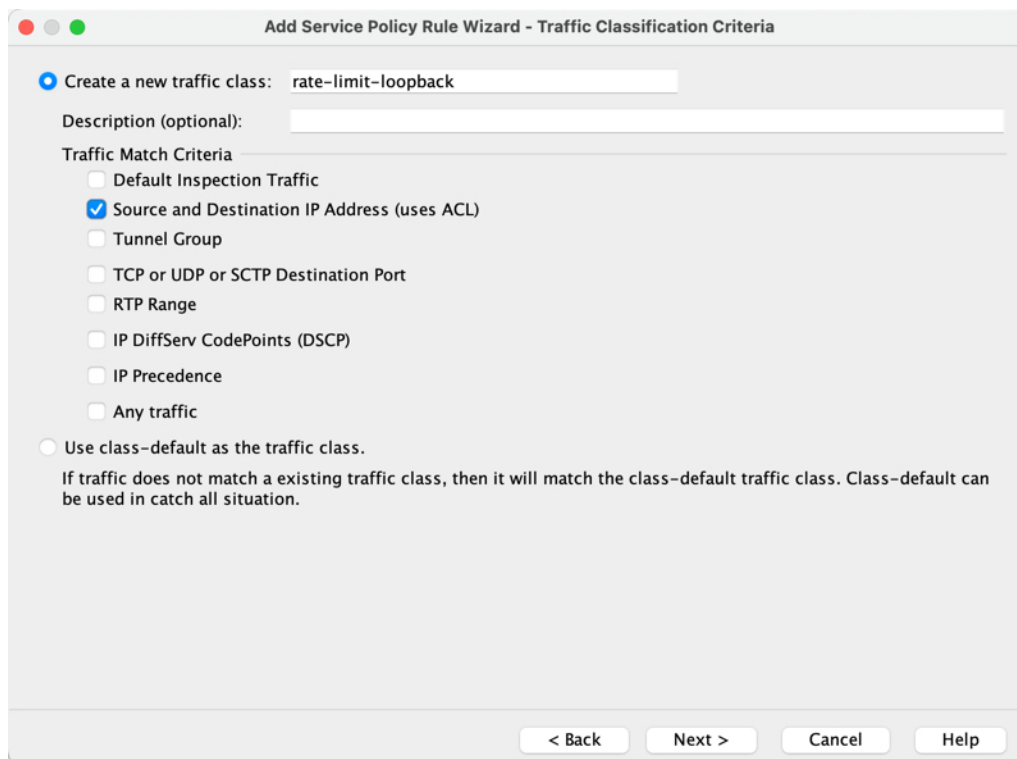 Add Service Policy Rule Wizard - Traffic Classification Criteria
Create a new traffic class: rate-limit-loopback
Description (optional):
Traffic Match Criteria
Default Inspection Traffic
Source and Destination IP Address (uses ACL)
Tunnel Group
TCP or UDP or SCTP Destination Port
RTP Range
IP DiffServ CodePoints (DSCP)
IP Precedence
Any traffic
Use class-default as the traffic class.
If traffic does not match a existing traffic class, then it will match the class-default traffic class. Class-default can
be used in catch all situation.
< Back Next > Cancel Help